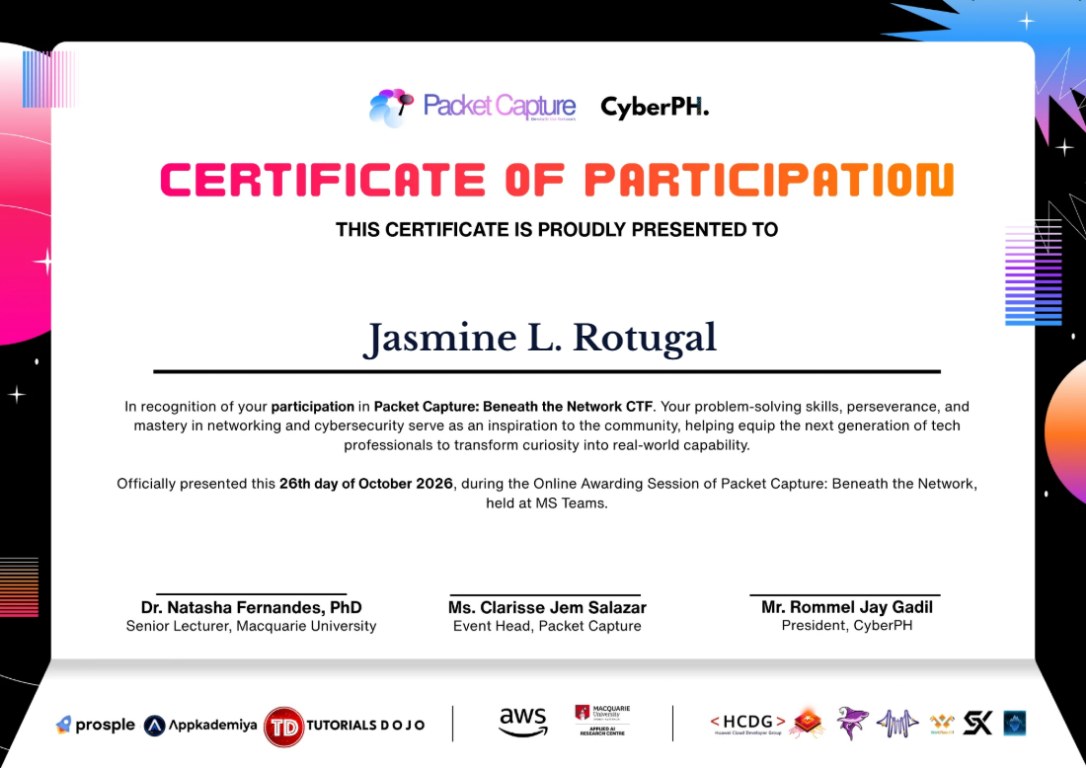 Packet Capture CyberPH.
CERTIFICATE OF PARTICIPATION
THIS CERTIFICATE IS PROUDLY PRESENTED TO
Jasmine L. Rotugal
In recognition of your participation in Packet Capture: Beneath the Network CTF. Your problem-solving skills, perseverance, and
mastery in networking and cybersecurity serve as an inspiration to the community, helping equip the next generation of tech
professionals to transform curiosity into real-world capability.
Officially presented this 26th day of October 2026, during the Online Awarding Session of Packet Capture: Beneath the Network,
held at MS Teams.
Dr. Natasha Fernandes, PhD
Senior Lecturer, Macquarie University
Ms. Clarisse Jem Salazar
Event Head, Packet Capture
Mr. Rommel Jay Gadil
President, CyberPH
prosple Appkademiya TD TUTORIALS DOJO
aws
MACQUARIE
University
APPLIED AI
RESEARCH CENTRE
<HCDG>
Huawei Cloud Developer Group
SK